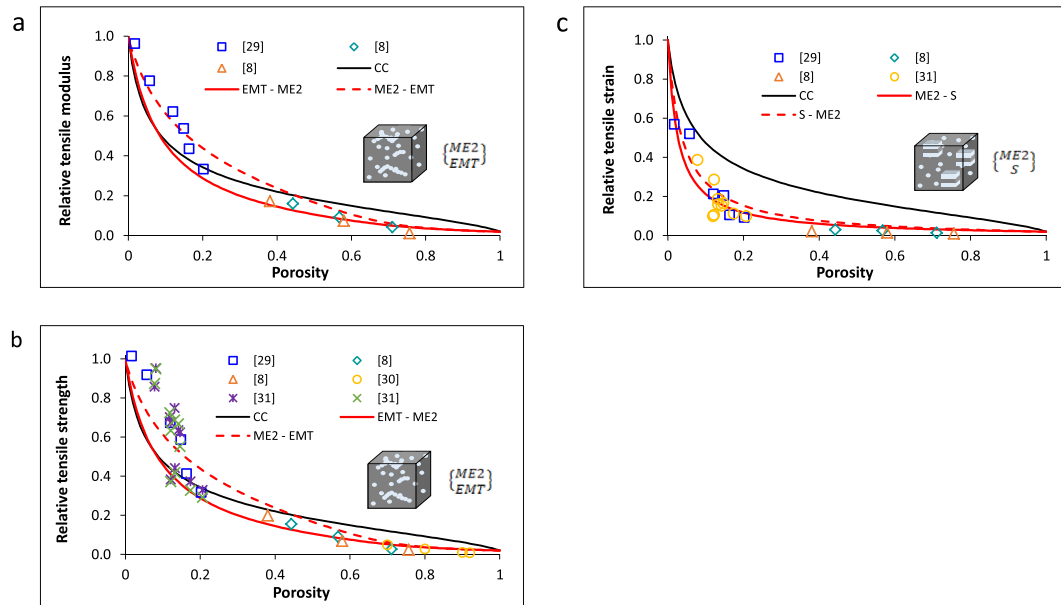 a
Relative tensile modulus
1.0
0.8
0.6
0.4
0.2
0.0
0
0.2
0.4
0.6
0.8
1
Porosity
[29]
[8]
[8]
CC
EMT - ME2
ME2 - EMT
{ME2
EMT}
c
Relative tensile strain
1.0
0.8
0.6
0.4
0.2
0.0
0
0.2
0.4
0.6
0.8
1
Porosity
[29]
[8]
[8]
[31]
CC
ME2 - S
S - ME2
{ME2
S}
b
Relative tensile strength
1.0
0.8
0.6
0.4
0.2
0.0
0
0.2
0.4
0.6
0.8
1
Porosity
[29]
[8]
[8]
[30]
[31]
[31]
CC
EMT - ME2
ME2 - EMT
{ME2
EMT}